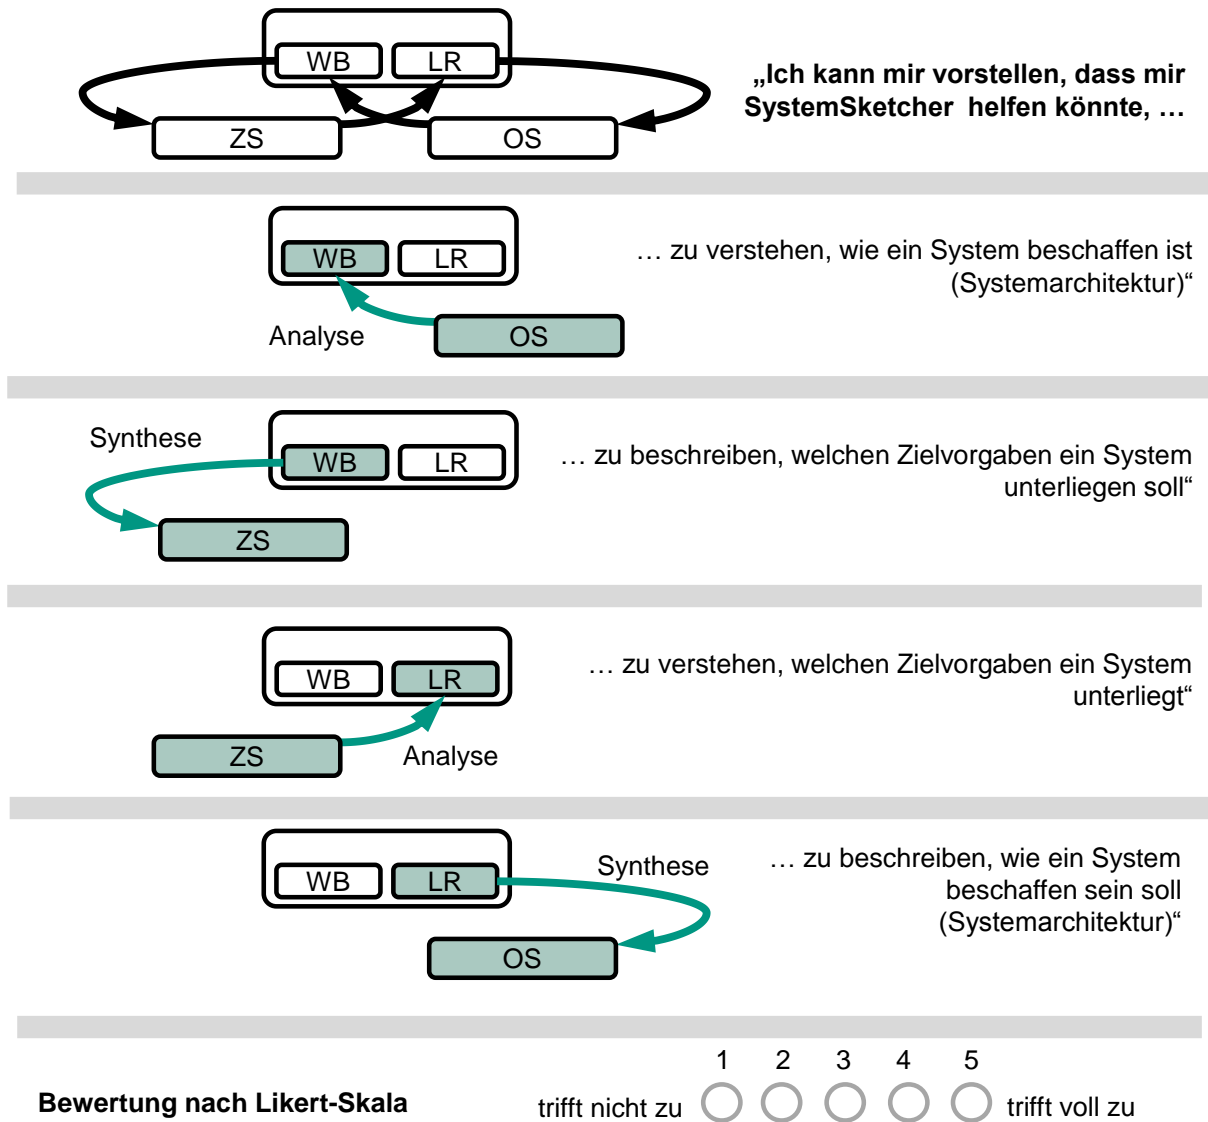 WB LR
ZS OS
„Ich kann mir vorstellen, dass mir
SystemSketcher helfen könnte, …
WB LR
Analyse OS
… zu verstehen, wie ein System beschaffen ist
(Systemarchitektur)“
Synthese
WB LR
ZS
… zu beschreiben, welchen Zielvorgaben ein System
unterliegen soll“
WB LR
ZS Analyse
… zu verstehen, welchen Zielvorgaben ein System
unterliegt“
WB LR
Synthese
OS
… zu beschreiben, wie ein System
beschaffen sein soll
(Systemarchitektur)“
1 2 3 4 5
Bewertung nach Likert-Skala trifft nicht zu trifft voll zu